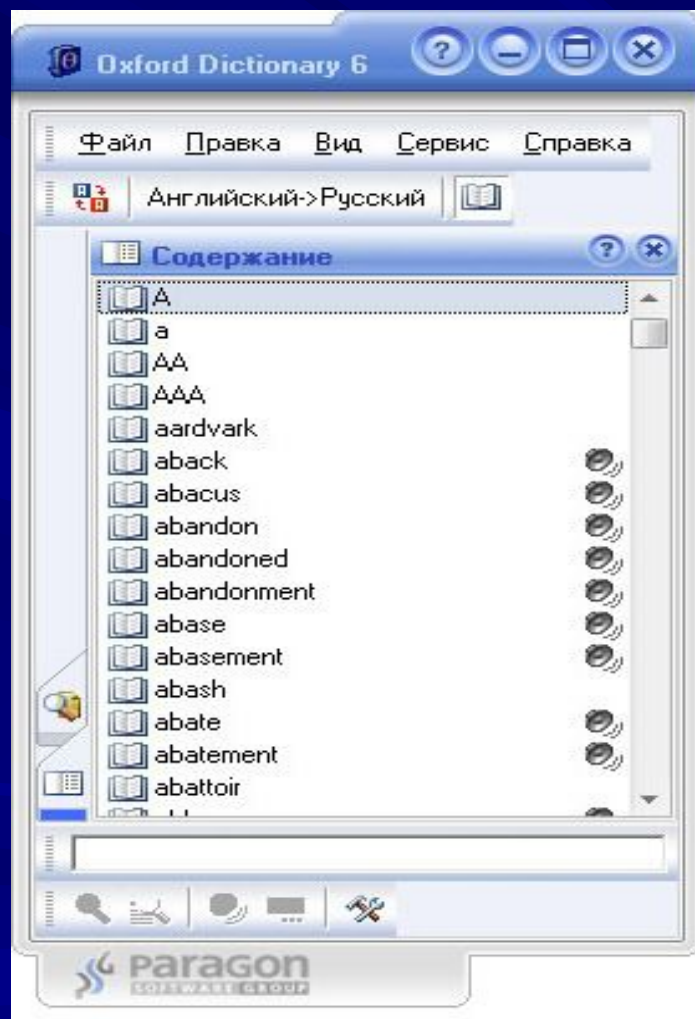 Oxford Dictionary 6
Файл Правка Вид Сервис Справка
Английский->Русский
Содержание
A
a
AA
AAA
aardvark
aback
abacus
abandon
abandoned
abandonment
abase
abasement
abash
abate
abatement
abattoir
PARAGON
SOFTWARE GROUP